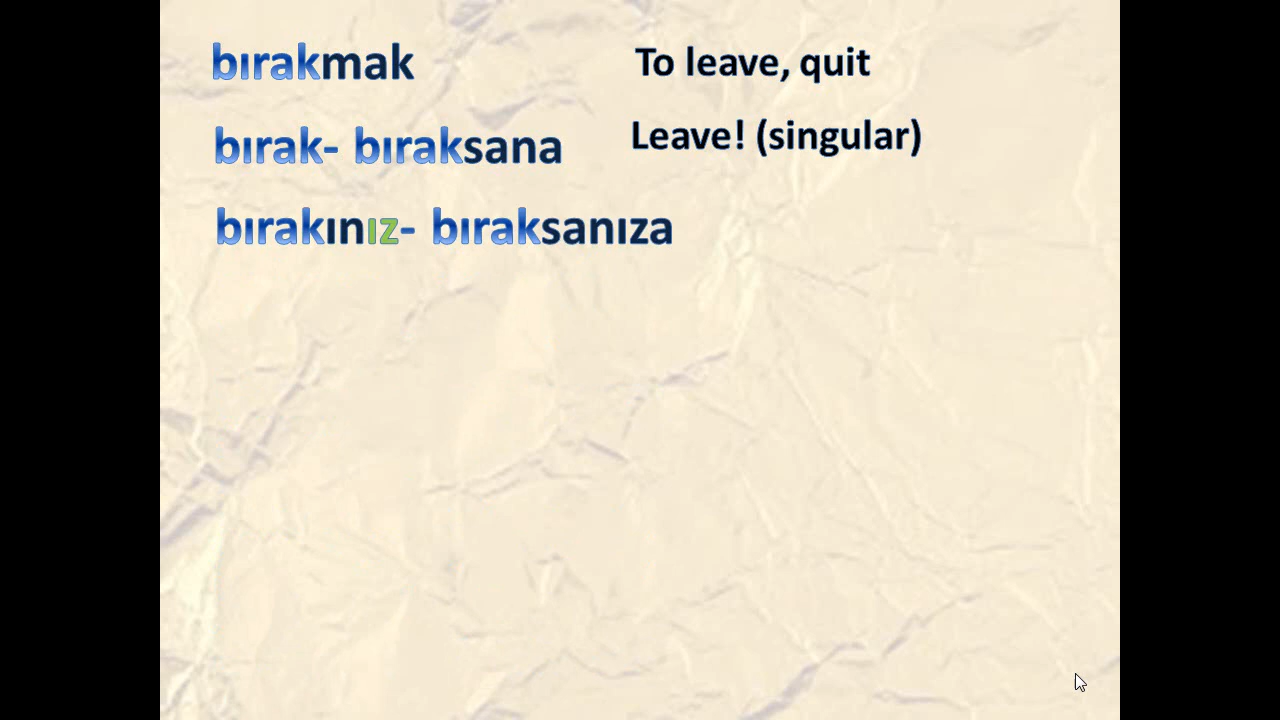 bırakmak To leave, quit
bırak- bıraksana Leave! (singular)
bırakınız- bıraksanıza